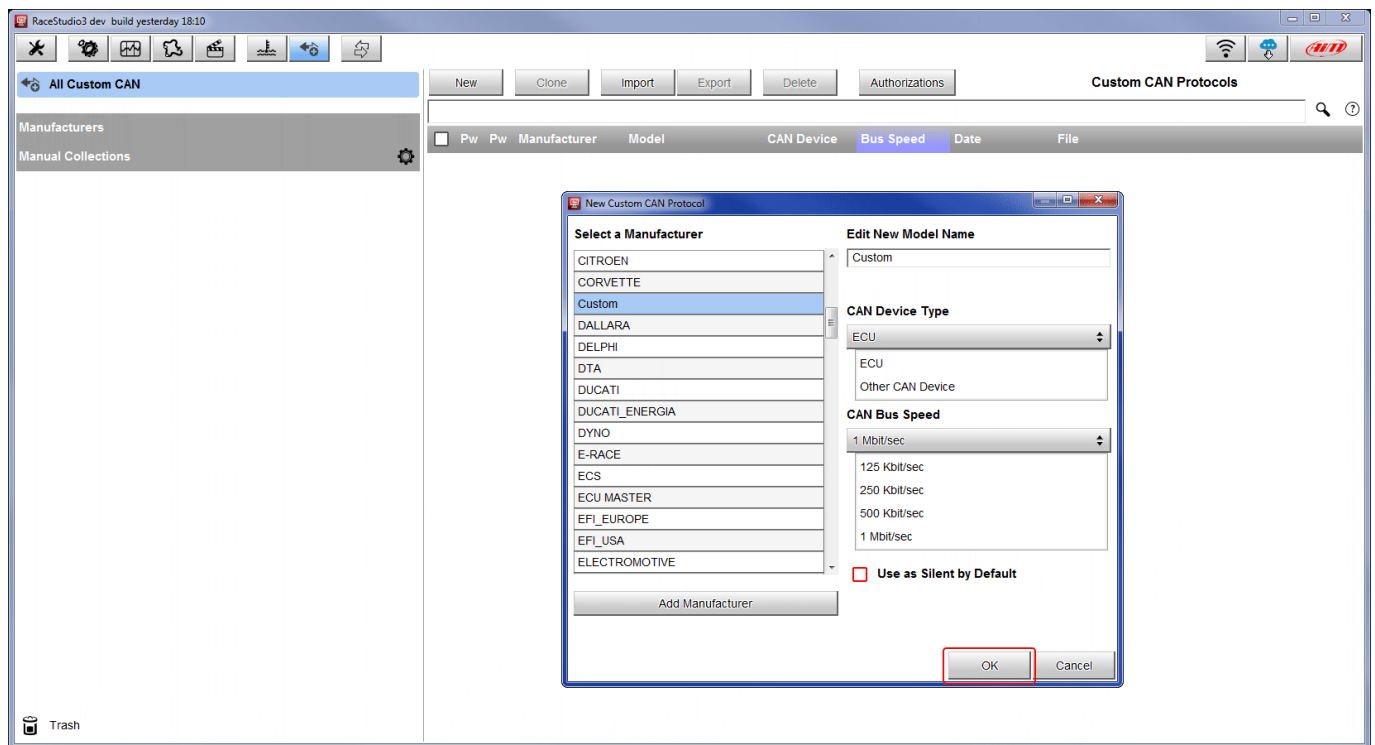 RaceStudio3 dev build yesterday 18:10
AiM
All Custom CAN
Manufacturers
Manual Collections
Trash
New Clone Import Export Delete Authorizations Custom CAN Protocols
Pw Pw Manufacturer Model CAN Device Bus Speed Date File
New Custom CAN Protocol
Select a Manufacturer
CITROEN
CORVETTE
Custom
DALLARA
DELPHI
DTA
DUCATI
DUCATI_ENERGIA
DYNO
E-RACE
ECS
ECU MASTER
EFI_EUROPE
EFI_USA
ELECTROMOTIVE
Add Manufacturer
Edit New Model Name
Custom
CAN Device Type
ECU
ECU
Other CAN Device
CAN Bus Speed
1 Mbit/sec
125 Kbit/sec
250 Kbit/sec
500 Kbit/sec
1 Mbit/sec
Use as Silent by Default
OK Cancel